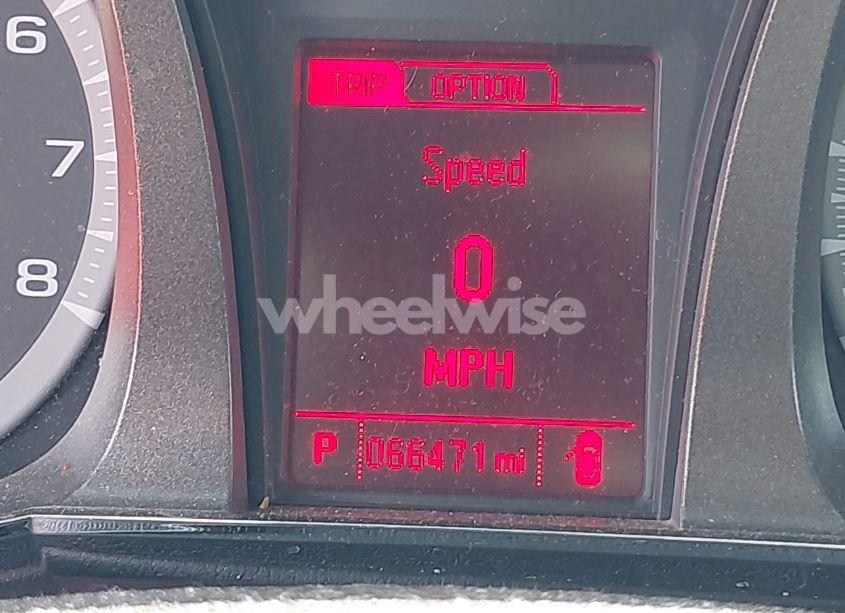 6
7
8
TRIP OPTION
Speed
0
MPH
P 066471 mi
wheelwise